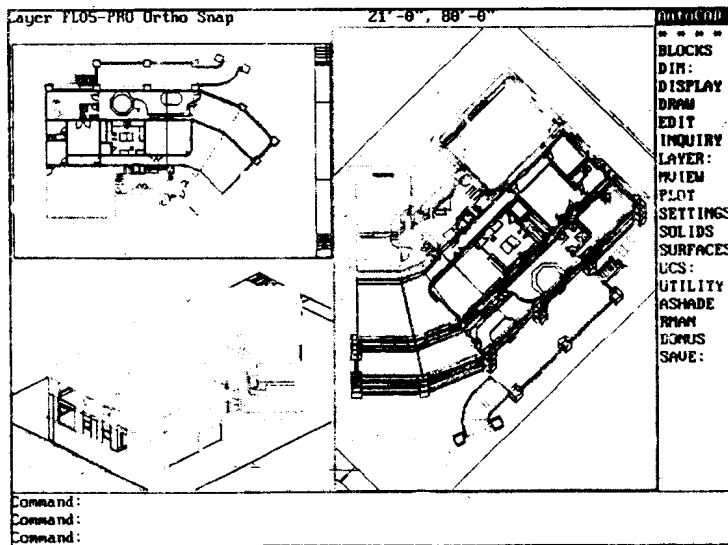 Layer FLOS-PRO Ortho Snap 21'-0", 80'-0" AutoCAD
* * * *
BLOCKS
DIM:
DISPLAY
DRAW
EDIT
INQUIRY
LAYER:
MVIEW
PLOT
SETTINGS
SOLIDS
SURFACES
UCS:
UTILITY
ASHADE
RMAN
BONUS
SAVE:
Command:
Command:
Command: